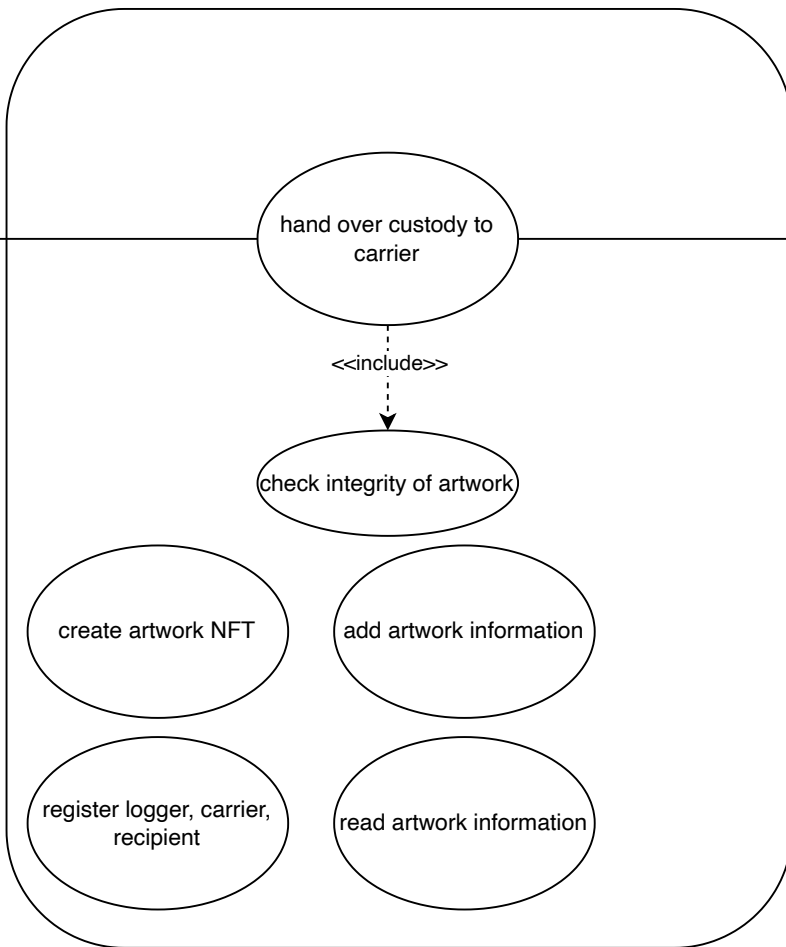 hand over custody to
carrier
<<include>>
check integrity of artwork
create artwork NFT
add artwork information
register logger, carrier,
recipient
read artwork information